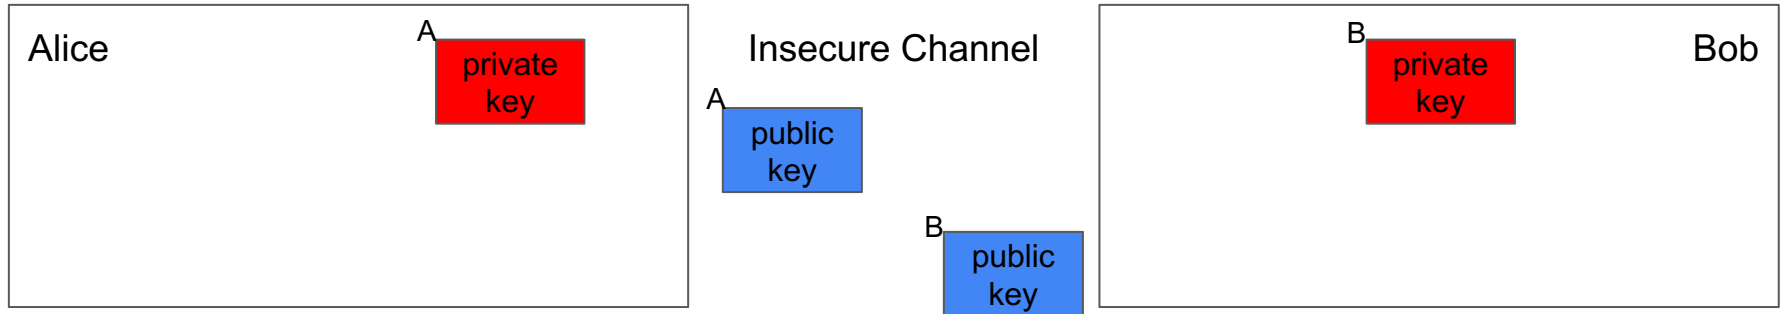 Alice
A
private
key
Insecure Channel
A
public
key
B
public
key
B
private
key
Bob